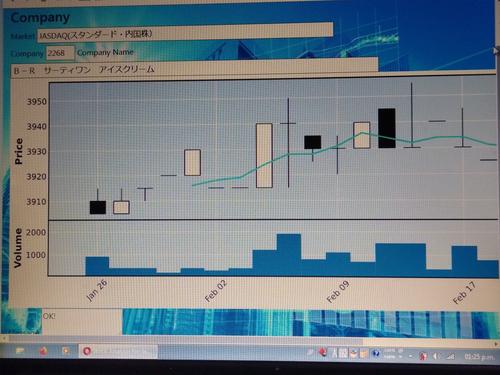 Company
Market JASDAQ(スタンダード・内国株)
Company 2268 Company Name
B-R サーティワン アイスクリーム
3950
3940
3930
3920
3910
Price
2000
1000
Volume
Jan 26
Feb 02
Feb 09
Feb 17
OK!
01:25 p.m.